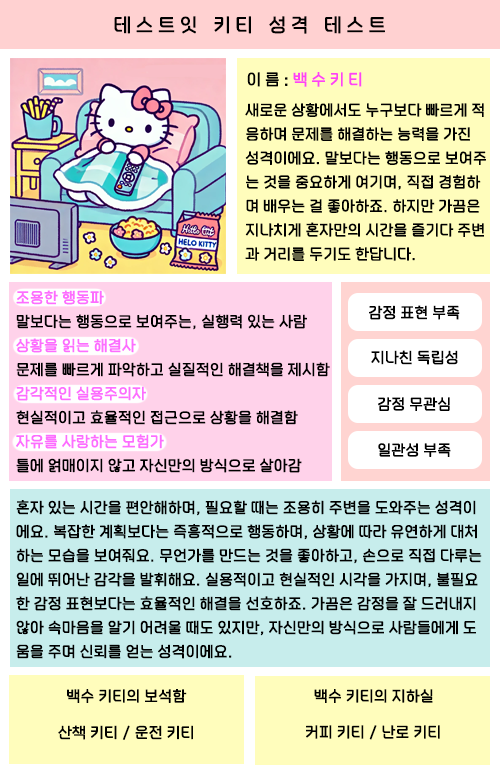 테스트잇 키티 성격 테스트
이름 : 백수키티
새로운 상황에서도 누구보다 빠르게 적
응하며 문제를 해결하는 능력을 가진
성격이에요. 말보다는 행동으로 보여주
는 것을 중요하게 여기며, 직접 경험하
며 배우는 걸 좋아하죠. 하지만 가끔은
지나치게 혼자만의 시간을 즐기다 주변
과 거리를 두기도 한답니다.
HELO KITTY
조용한 행동파
말보다는 행동으로 보여주는, 실행력 있는 사람
상황을 읽는 해결사
문제를 빠르게 파악하고 실질적인 해결책을 제시함
감각적인 실용주의자
현실적이고 효율적인 접근으로 상황을 해결함
자유를 사랑하는 모험가
틀에 얽매이지 않고 자신만의 방식으로 살아감
감정 표현 부족
지나친 독립성
감정 무관심
일관성 부족
혼자 있는 시간을 편안해하며, 필요할 때는 조용히 주변을 도와주는 성격이
에요. 복잡한 계획보다는 즉흥적으로 행동하며, 상황에 따라 유연하게 대처
하는 모습을 보여줘요. 무언가를 만드는 것을 좋아하고, 손으로 직접 다루는
일에 뛰어난 감각을 발휘해요. 실용적이고 현실적인 시각을 가지며, 불필요
한 감정 표현보다는 효율적인 해결을 선호하죠. 가끔은 감정을 잘 드러내지
않아 속마음을 알기 어려울 때도 있지만, 자신만의 방식으로 사람들에게 도
움을 주며 신뢰를 얻는 성격이에요.
백수 키티의 보석함
산책 키티 / 운전 키티
백수 키티의 지하실
커피 키티 / 난로 키티